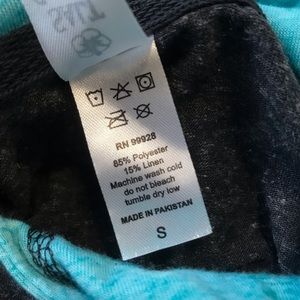 RN 99928
85% Polyester
15% Linen
Machine wash cold
do not bleach
tumble dry low
MADE IN PAKISTAN
S